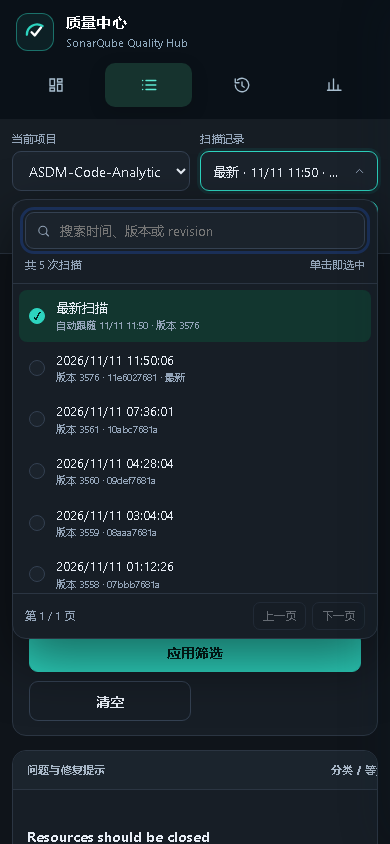 质量中心
SonarQube Quality Hub
当前项目
扫描记录
ASDM-Code-Analytic
最新 · 11/11 11:50 · ...
搜索时间、版本或 revision
共 5 次扫描
单击即选中
最新扫描
自动跟随 11/11 11:50 · 版本 3576
2026/11/11 11:50:06
版本 3576 · 11e6027681 · 最新
2026/11/11 07:36:01
版本 3561 · 10abc7681a
2026/11/11 04:28:04
版本 3560 · 09def7681a
2026/11/11 03:04:04
版本 3559 · 08aaa7681a
2026/11/11 01:12:26
版本 3558 · 07bbb7681a
第 1 / 1 页
上一页
下一页
应用筛选
清空
问题与修复提示
分类 / 等
Resources should be closed